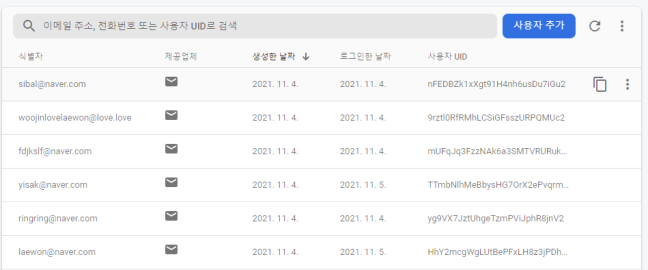 이메일 주소, 전화번호 또는 사용자 UID로 검색 사용자 추가
식별자 제공업체 생성한 날짜 로그인한 날짜 사용자 UID
sibal@naver.com 2021. 11. 4. 2021. 11. 4. nFEDBZk1xXgt91H4nh6usDu7iGu2
woojinlovelaewon@love.love 2021. 11. 4. 2021. 11. 4. 9rztl0RfRMhLCSiGFsszURPQMUc2
fdjkslf@naver.com 2021. 11. 4. 2021. 11. 4. mUFqJq3FzzNAk6a3SMTVRURuk...
yisak@naver.com 2021. 11. 4. 2021. 11. 5. TTmbNlhMeBbysHG7OrX2ePvqrm...
ringring@naver.com 2021. 11. 4. 2021. 11. 4. yg9VX7JztUhgeTzmPViJphR8jnV2
laewon@naver.com 2021. 11. 4. 2021. 11. 5. HhY2mcgWgLUtBePFxLH8z3jPDh...